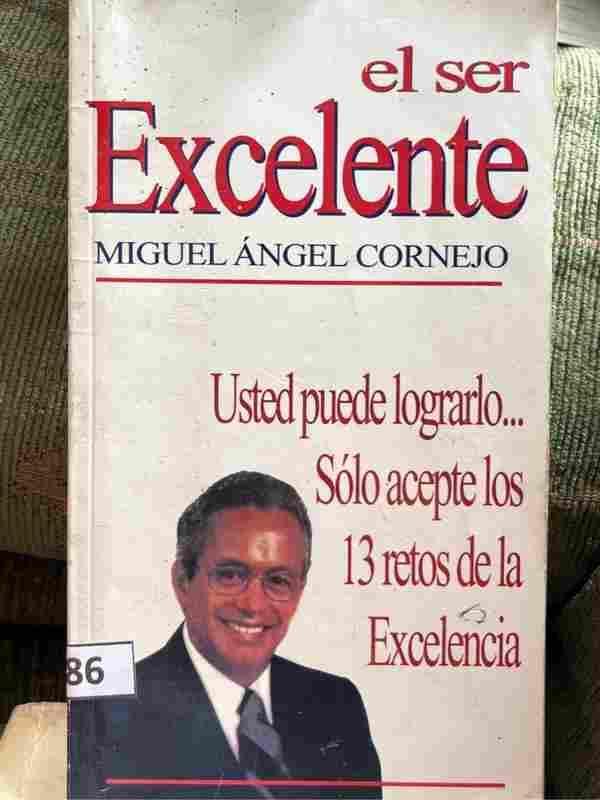 el ser
Excelente
MIGUEL ÁNGEL CORNEJO
Usted puede lograrlo...
Sólo acepte los
13 retos de la
Excelencia
86